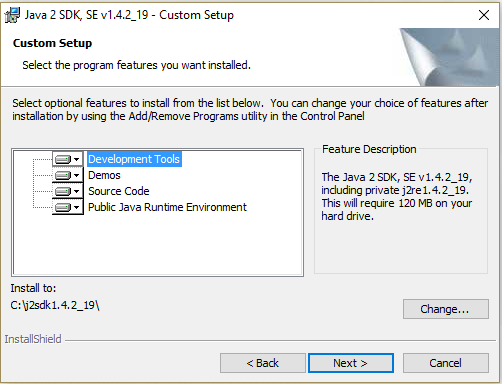 Java 2 SDK, SE v1.4.2_19 - Custom Setup
Custom Setup
Select the program features you want installed.
Select optional features to install from the list below. You can change your choice of features after
installation by using the Add/Remove Programs utility in the Control Panel
Development Tools
Demos
Source Code
Public Java Runtime Environment
Feature Description
The Java 2 SDK, SE v1.4.2_19,
including private j2re1.4.2_19.
This will require 120 MB on your
hard drive.
Install to:
C:\j2sdk1.4.2_19\
Change...
InstallShield
< Back
Next >
Cancel